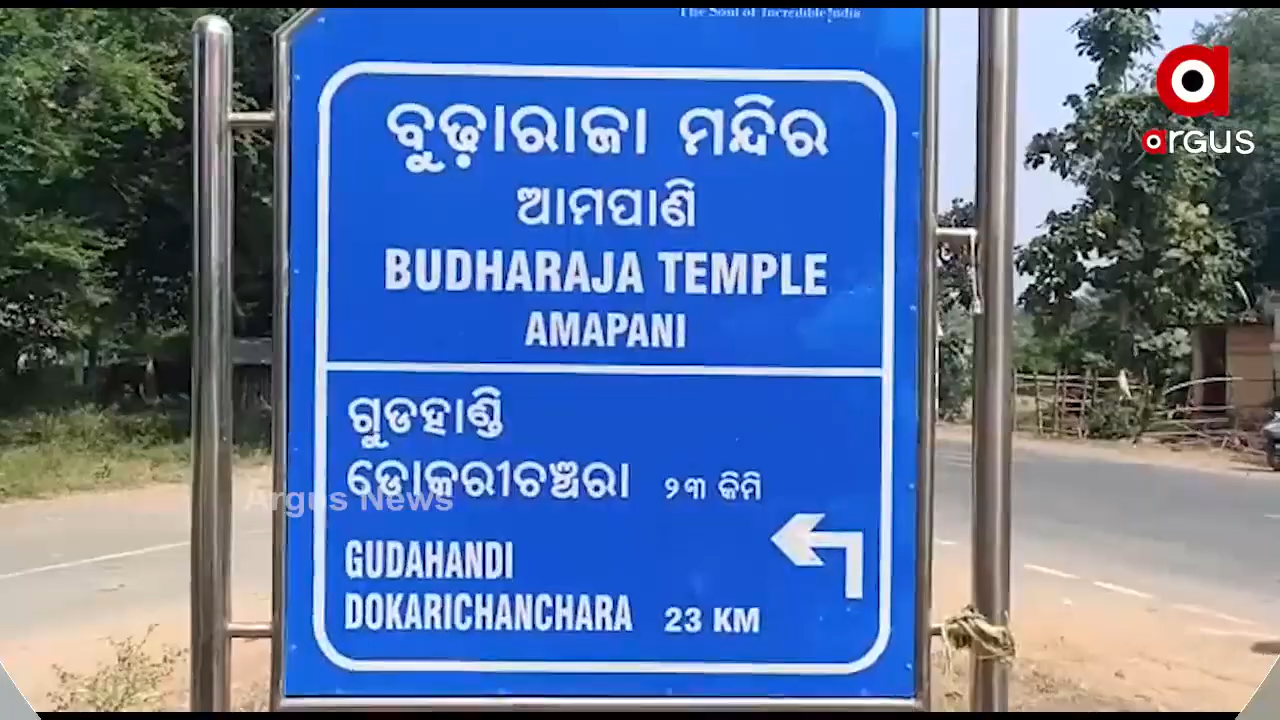 The Soul of Incredible !ndia
ବୁଢ଼ାରାଜା ମନ୍ଦିର
ଆମପାଣି
BUDHARAJA TEMPLE
AMAPANI
ଗୁଡହାଣ୍ଡି
ଡୋକରୀଚଞ୍ଚରା ୨୩ କିମି
GUDAHANDI
DOKARICHANCHARA 23 KM
argus
Argus News